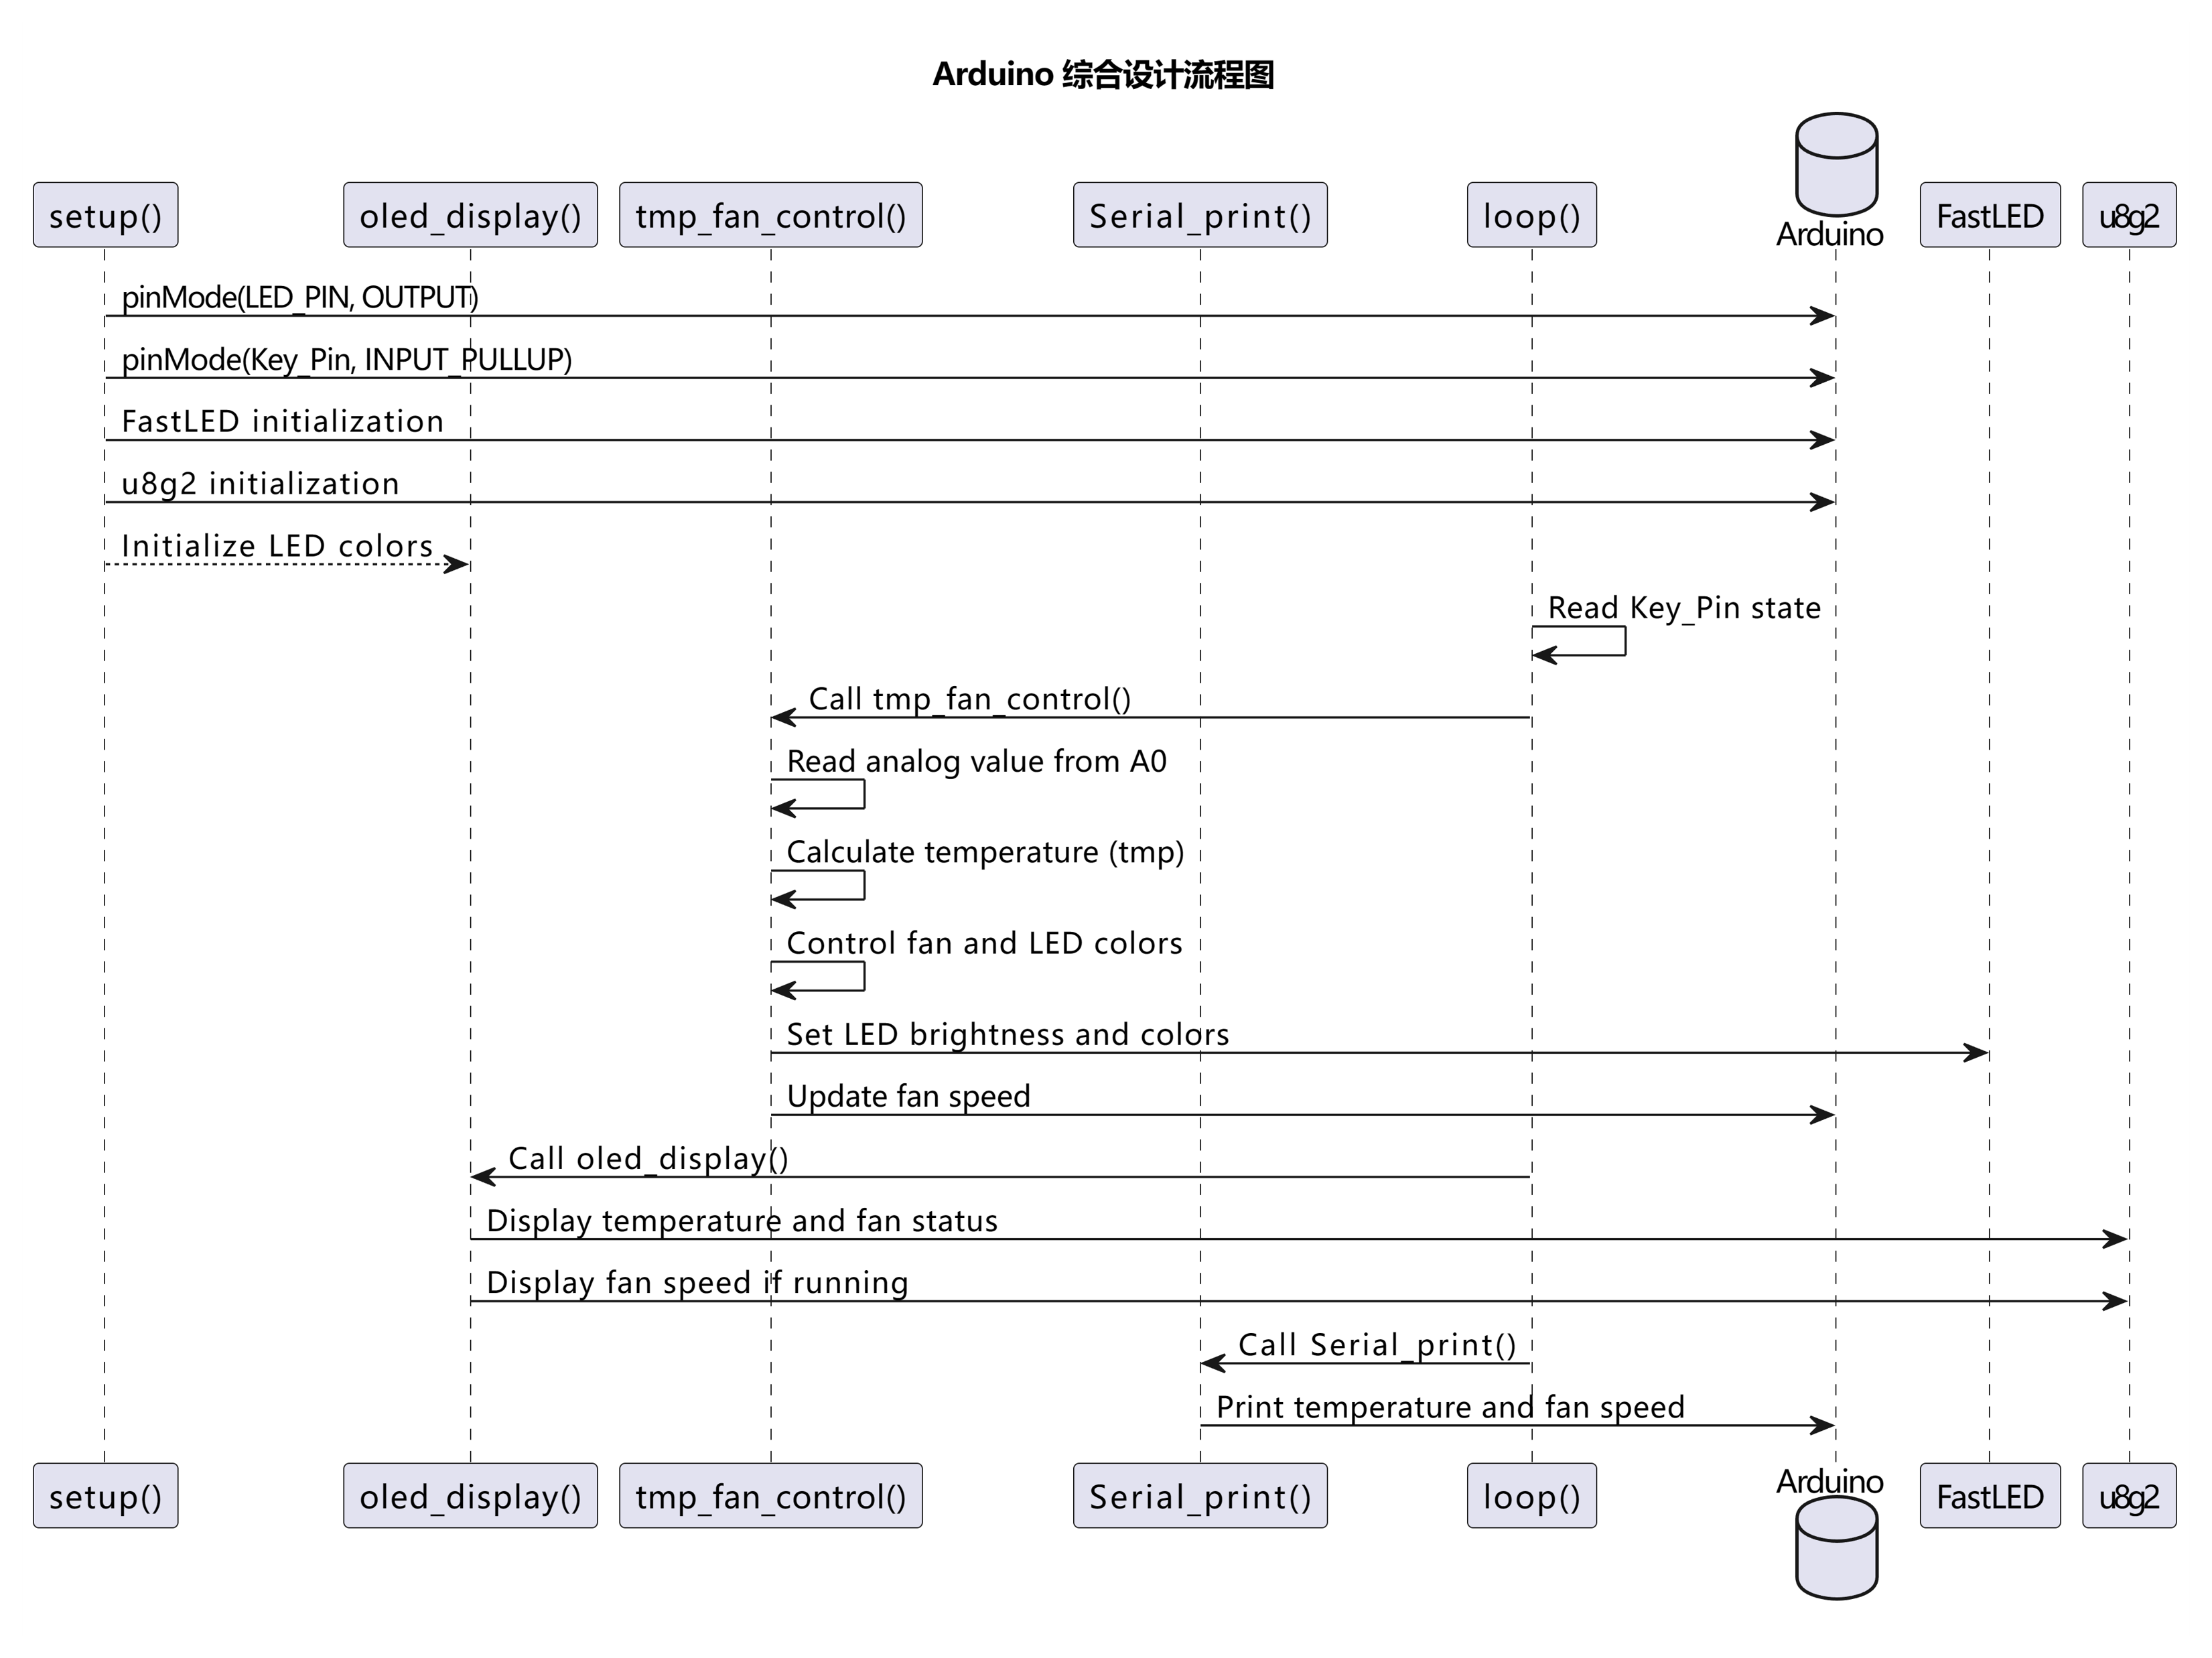 Arduino 综合设计流程图
setup()
oled_display()
tmp_fan_control()
Serial_print()
loop()
Arduino
FastLED
u8g2
pinMode(LED_PIN, OUTPUT)
pinMode(Key_Pin, INPUT_PULLUP)
FastLED initialization
u8g2 initialization
Initialize LED colors
Read Key_Pin state
Call tmp_fan_control()
Read analog value from A0
Calculate temperature (tmp)
Control fan and LED colors
Set LED brightness and colors
Update fan speed
Call oled_display()
Display temperature and fan status
Display fan speed if running
Call Serial_print()
Print temperature and fan speed
setup()
oled_display()
tmp_fan_control()
Serial_print()
loop()
Arduino
FastLED
u8g2